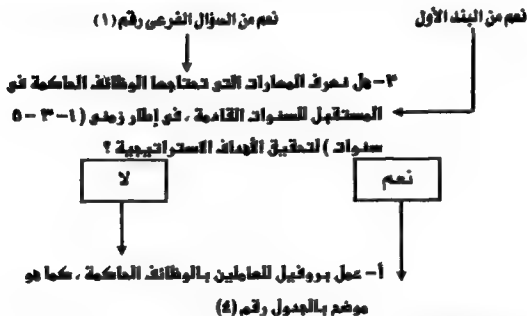 نعم من البند الأول
نعم من السؤال الفرعى رقم (١)
٢- هل نعرف المهارات التى تحتاجها الوظائف الحاكمة فى
المستقبل للسنوات القادمة ، فى إطار زمنى (١- ٣ - ٥
سنوات ) لتحقيق الأهداف الاستراتيجية ؟
نعم
لا
أ- عمل بروفيل للعاملين بالوظائف الحاكمة ، كما هو
موضح بالجدول رقم (٤)